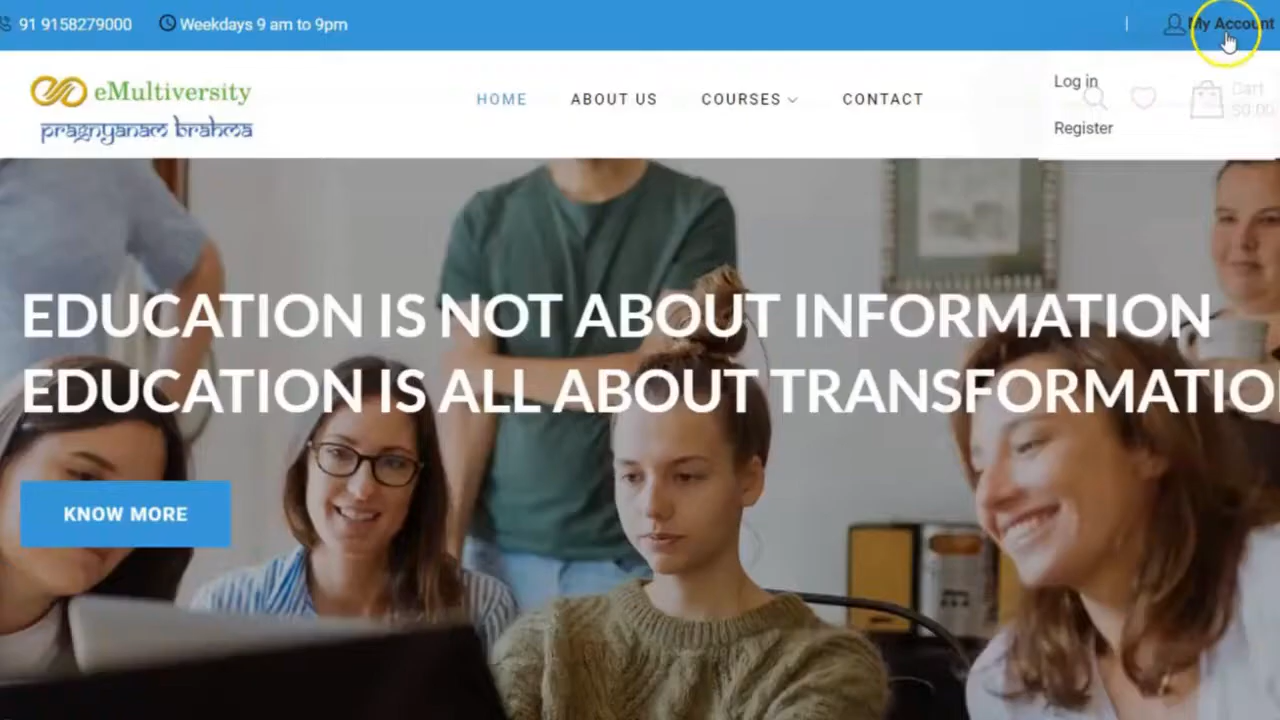 91 9158279000
Weekdays 9 am to 9pm
My Account
eMultiversity
pragnyanam brahma
HOME
ABOUT US
COURSES
CONTACT
Log in
Register
Cart
$0.00
EDUCATION IS NOT ABOUT INFORMATION
EDUCATION IS ALL ABOUT TRANSFORMATIO
KNOW MORE